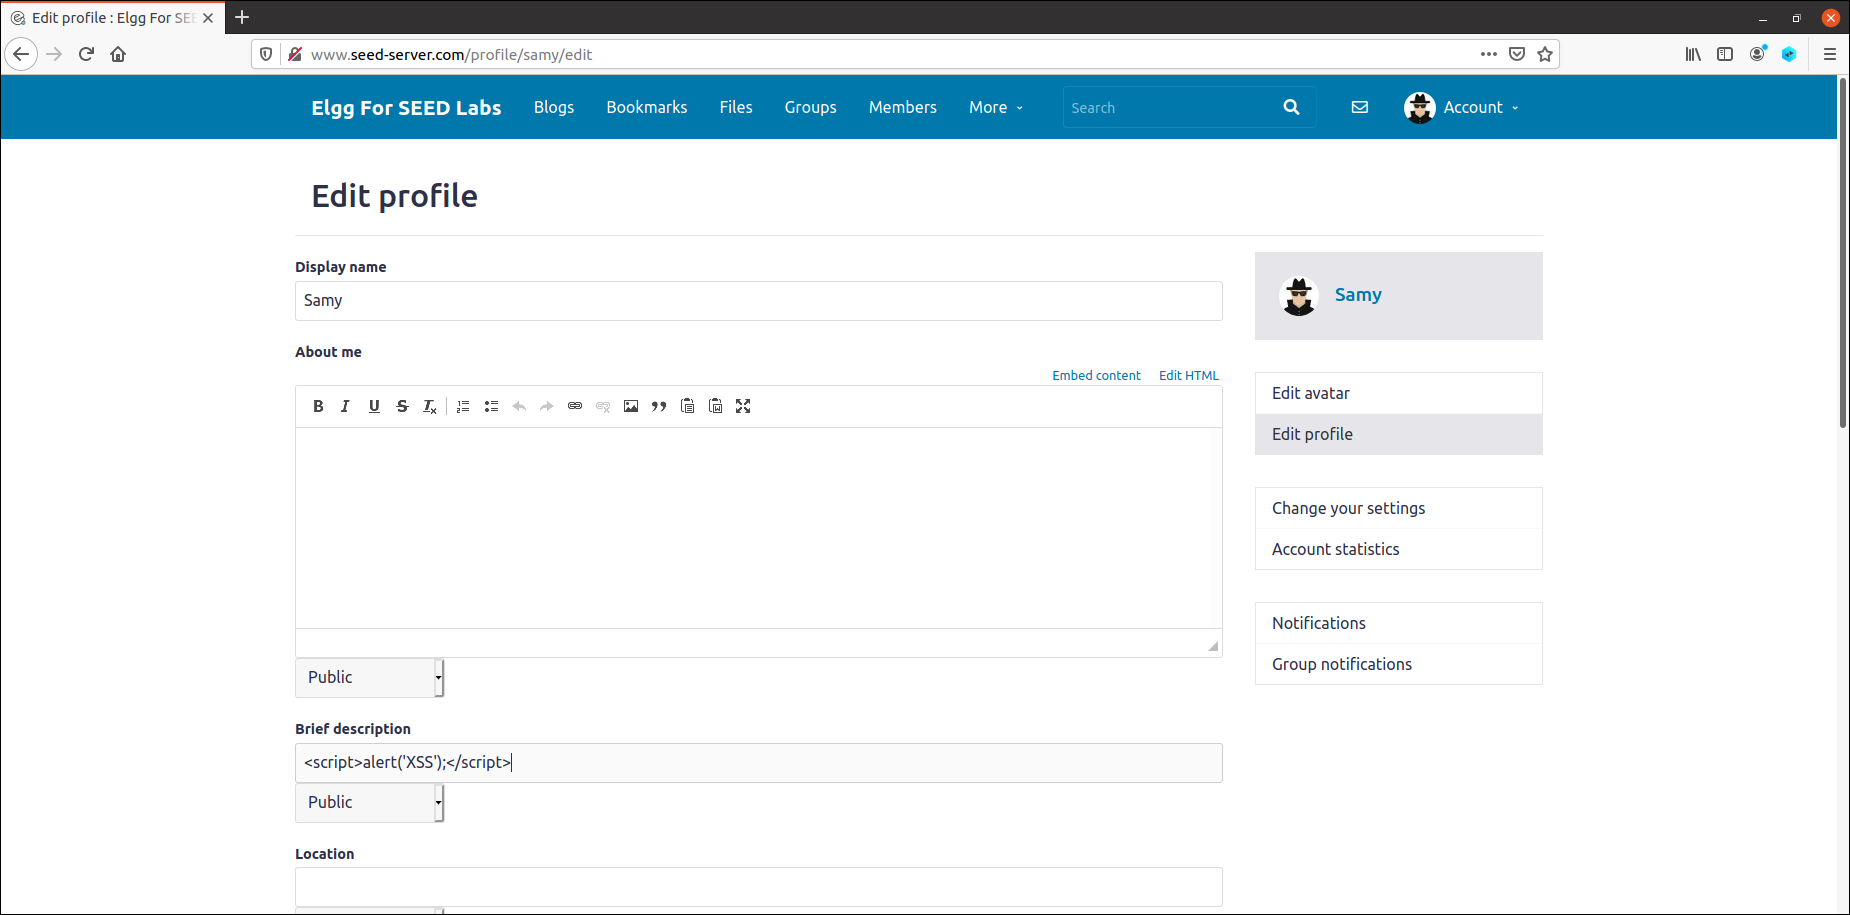 Edit profile : Elgg For SEE
www.seed-server.com/profile/samy/edit
Elgg For SEED Labs Blogs Bookmarks Files Groups Members More Search Account
Edit profile
Display name
Samy
About me
Embed content Edit HTML
B I U S Tx
Public
Brief description
<script>alert('XSS');</script>
Public
Location
Samy
Edit avatar
Edit profile
Change your settings
Account statistics
Notifications
Group notifications